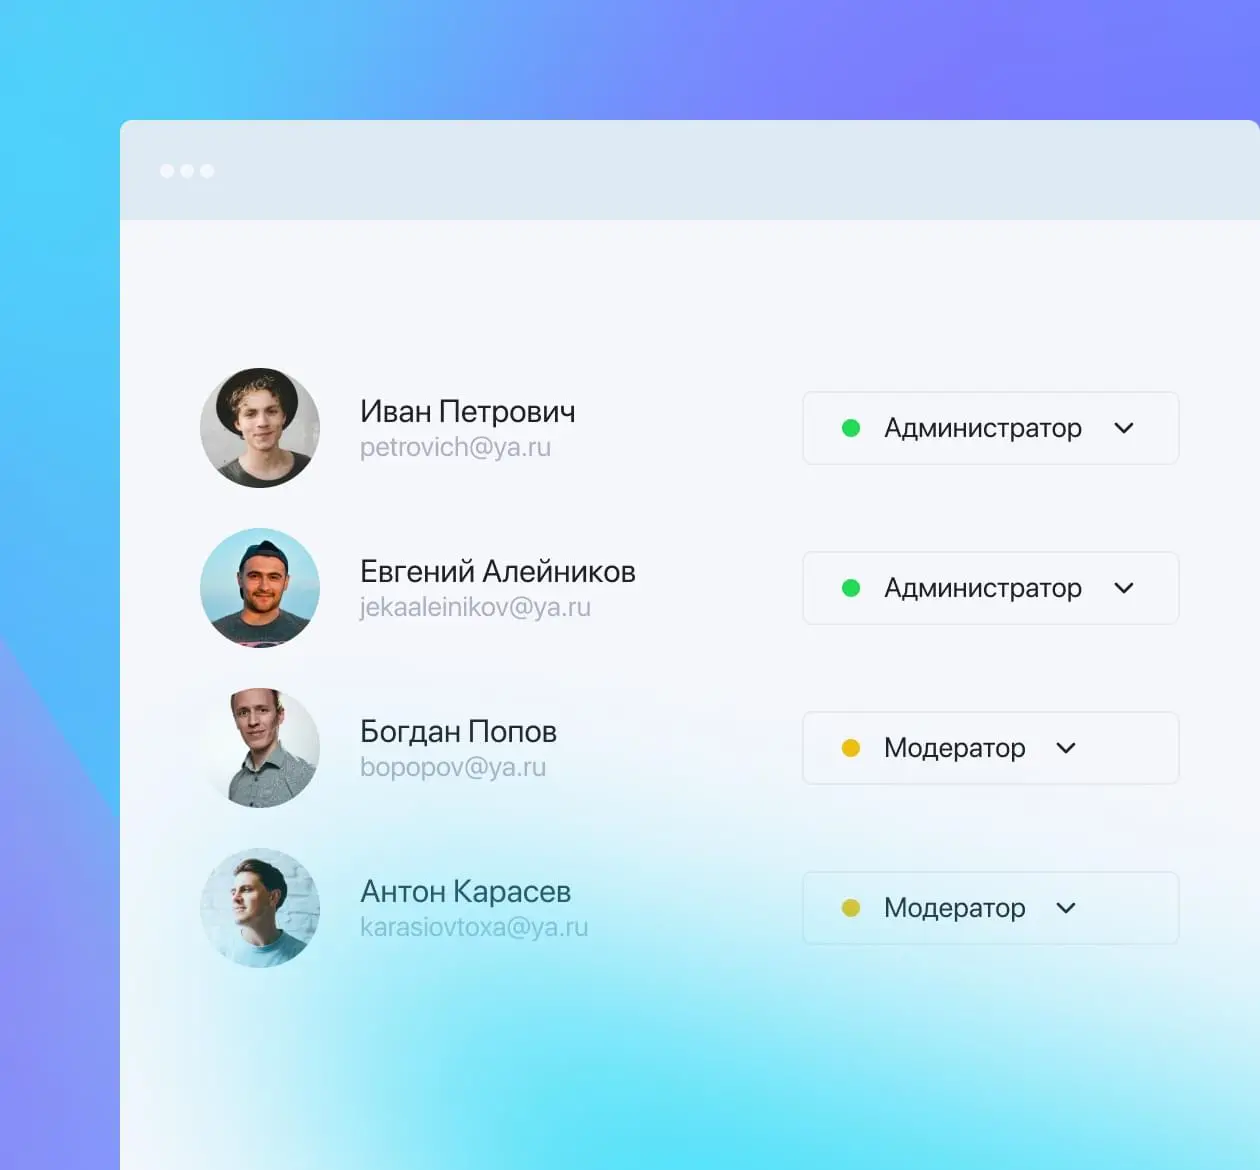 Иван Петрович
petrovich@ya.ru
Администратор
Евгений Алейников
jekaaleinikov@ya.ru
Администратор
Богдан Попов
bopopov@ya.ru
Модератор
Антон Карасев
karasiovtoxa@ya.ru
Модератор